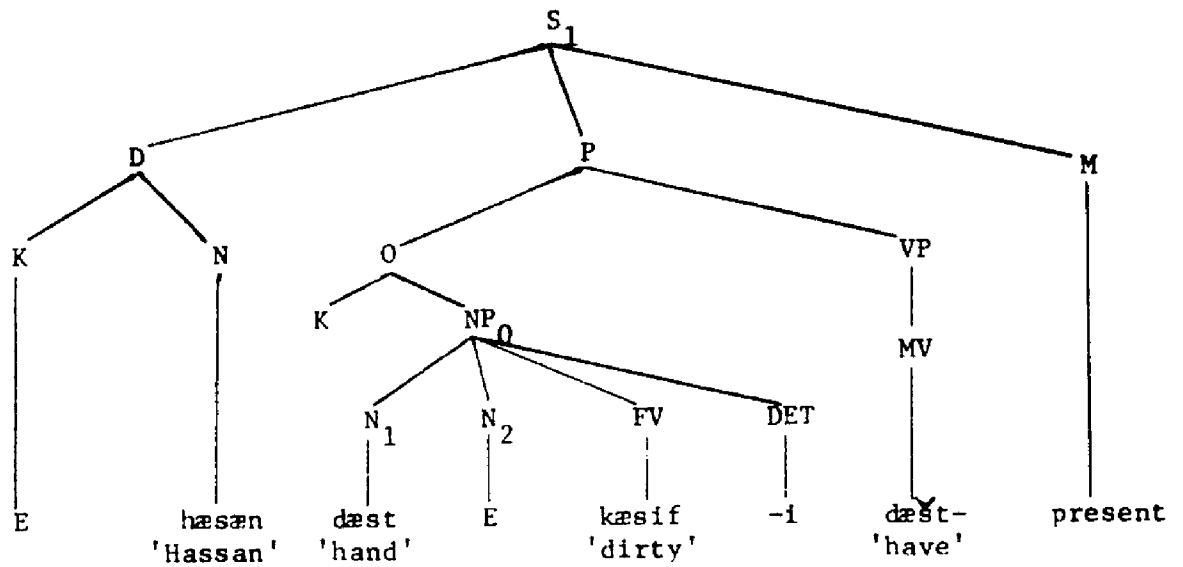 S1
D P M
K N O VP
K NP0 MV
N1 N2 FV DET
E hæsæn dæst E kæsif -i dæšt- present
'Hassan' 'hand' 'dirty' 'have'